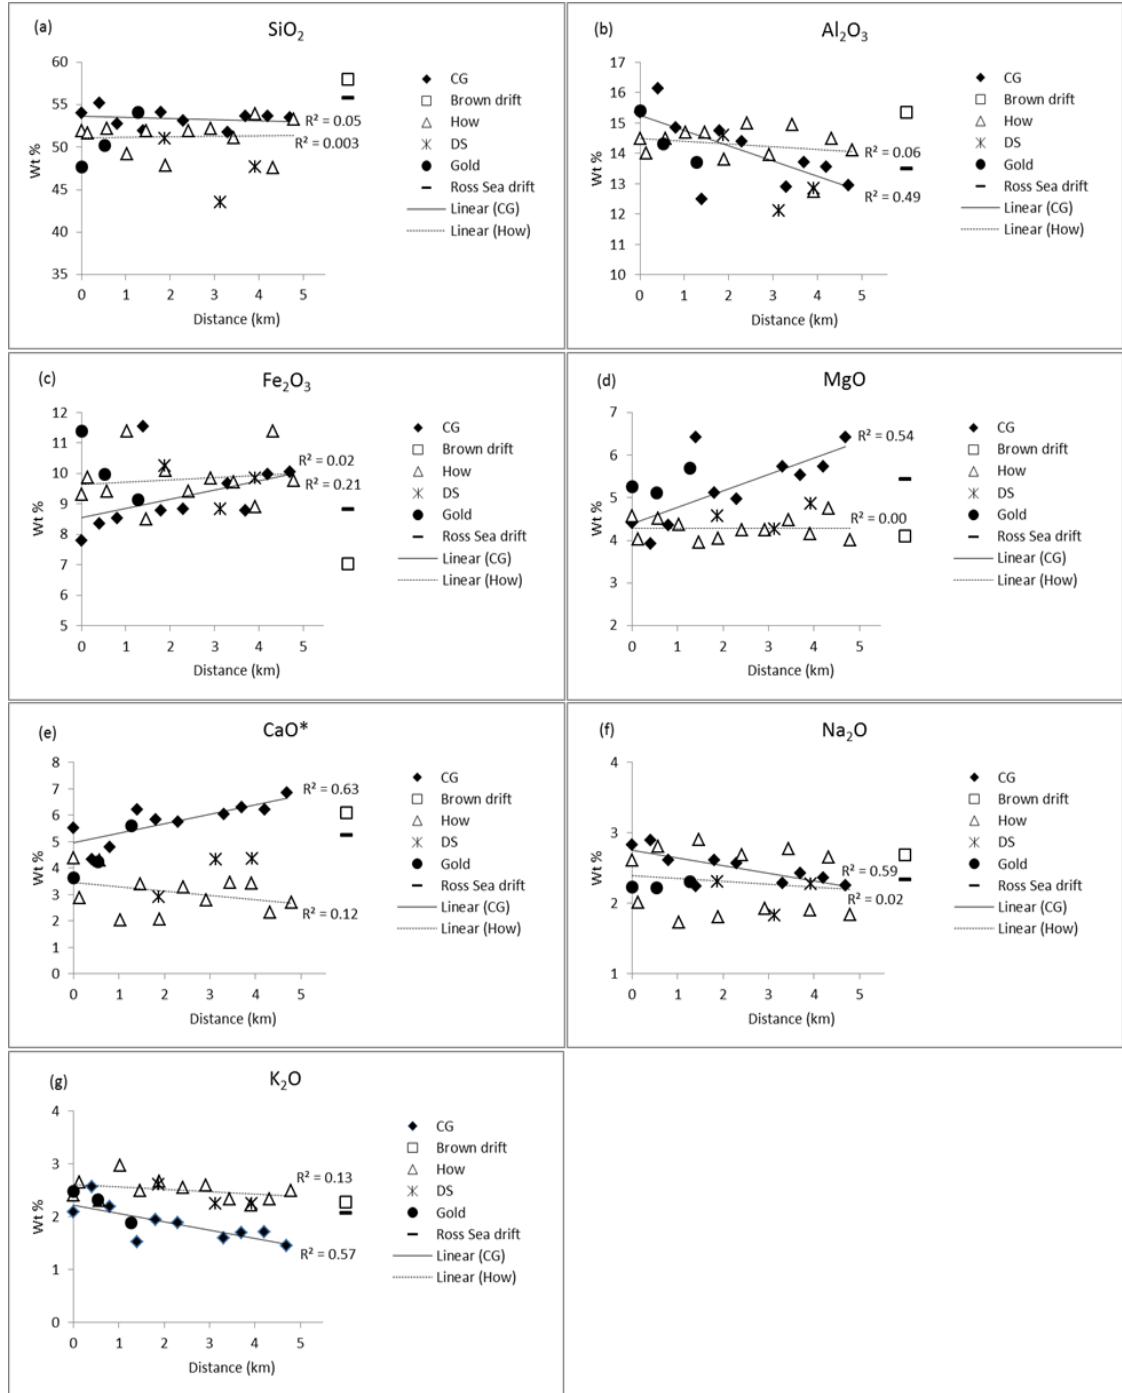 (a)
SiO₂
60
55
50
45
40
35
Wt %
0 1 2 3 4 5
Distance (km)
R² = 0.05
R² = 0.003
CG
Brown drift
How
DS
Gold
Ross Sea drift
Linear (CG)
Linear (How)
(b)
Al₂O₃
17
16
15
14
13
12
11
10
Wt %
0 1 2 3 4 5
Distance (km)
R² = 0.06
R² = 0.49
CG
Brown drift
How
DS
Gold
Ross Sea drift
Linear (CG)
Linear (How)
(c)
Fe₂O₃
12
11
10
9
8
7
6
5
Wt %
0 1 2 3 4 5
Distance (km)
R² = 0.02
R² = 0.21
CG
Brown drift
How
DS
Gold
Ross Sea drift
Linear (CG)
Linear (How)
(d)
MgO
7
6
5
4
3
2
Wt %
0 1 2 3 4 5
Distance (km)
R² = 0.54
R² = 0.00
CG
Brown drift
How
DS
Gold
Ross Sea drift
Linear (CG)
Linear (How)
(e)
CaO*
8
7
6
5
4
3
2
1
0
Wt %
0 1 2 3 4 5
Distance (km)
R² = 0.63
R² = 0.12
CG
Brown drift
How
DS
Gold
Ross Sea drift
Linear (CG)
Linear (How)
(f)
Na₂O
4
3
2
1
Wt %
0 1 2 3 4 5
Distance (km)
R² = 0.59
R² = 0.02
CG
Brown drift
How
DS
Gold
Ross Sea drift
Linear (CG)
Linear (How)
(g)
K₂O
4
3
2
1
0
Wt %
0 1 2 3 4 5
Distance (km)
R² = 0.13
R² = 0.57
CG
Brown drift
How
DS
Gold
Ross Sea drift
Linear (CG)
Linear (How)